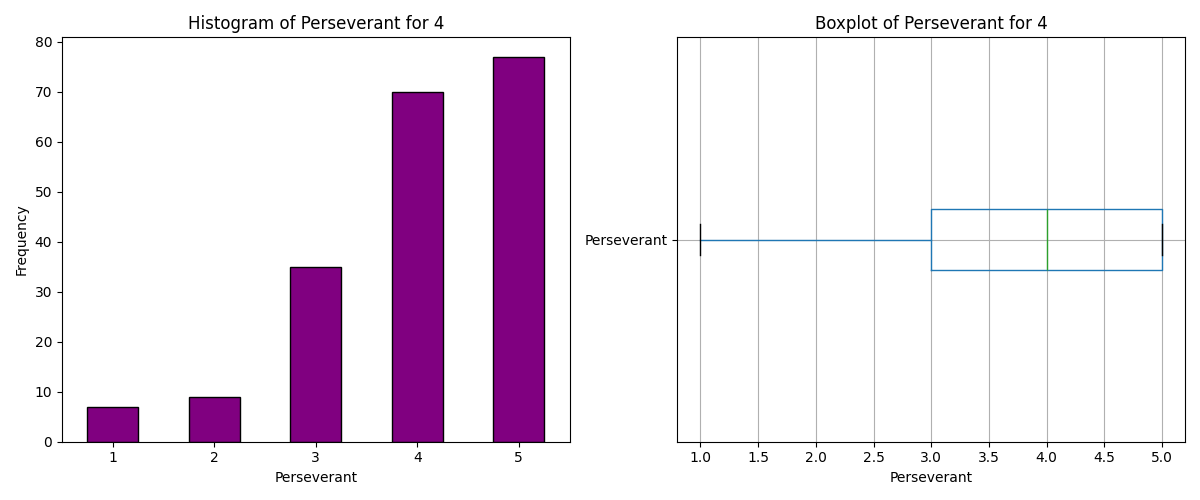 Histogram of Perseverant for 4
80
70
60
50
40
30
20
10
0
Frequency
1 2 3 4 5
Perseverant
Boxplot of Perseverant for 4
Perseverant
1.0 1.5 2.0 2.5 3.0 3.5 4.0 4.5 5.0
Perseverant